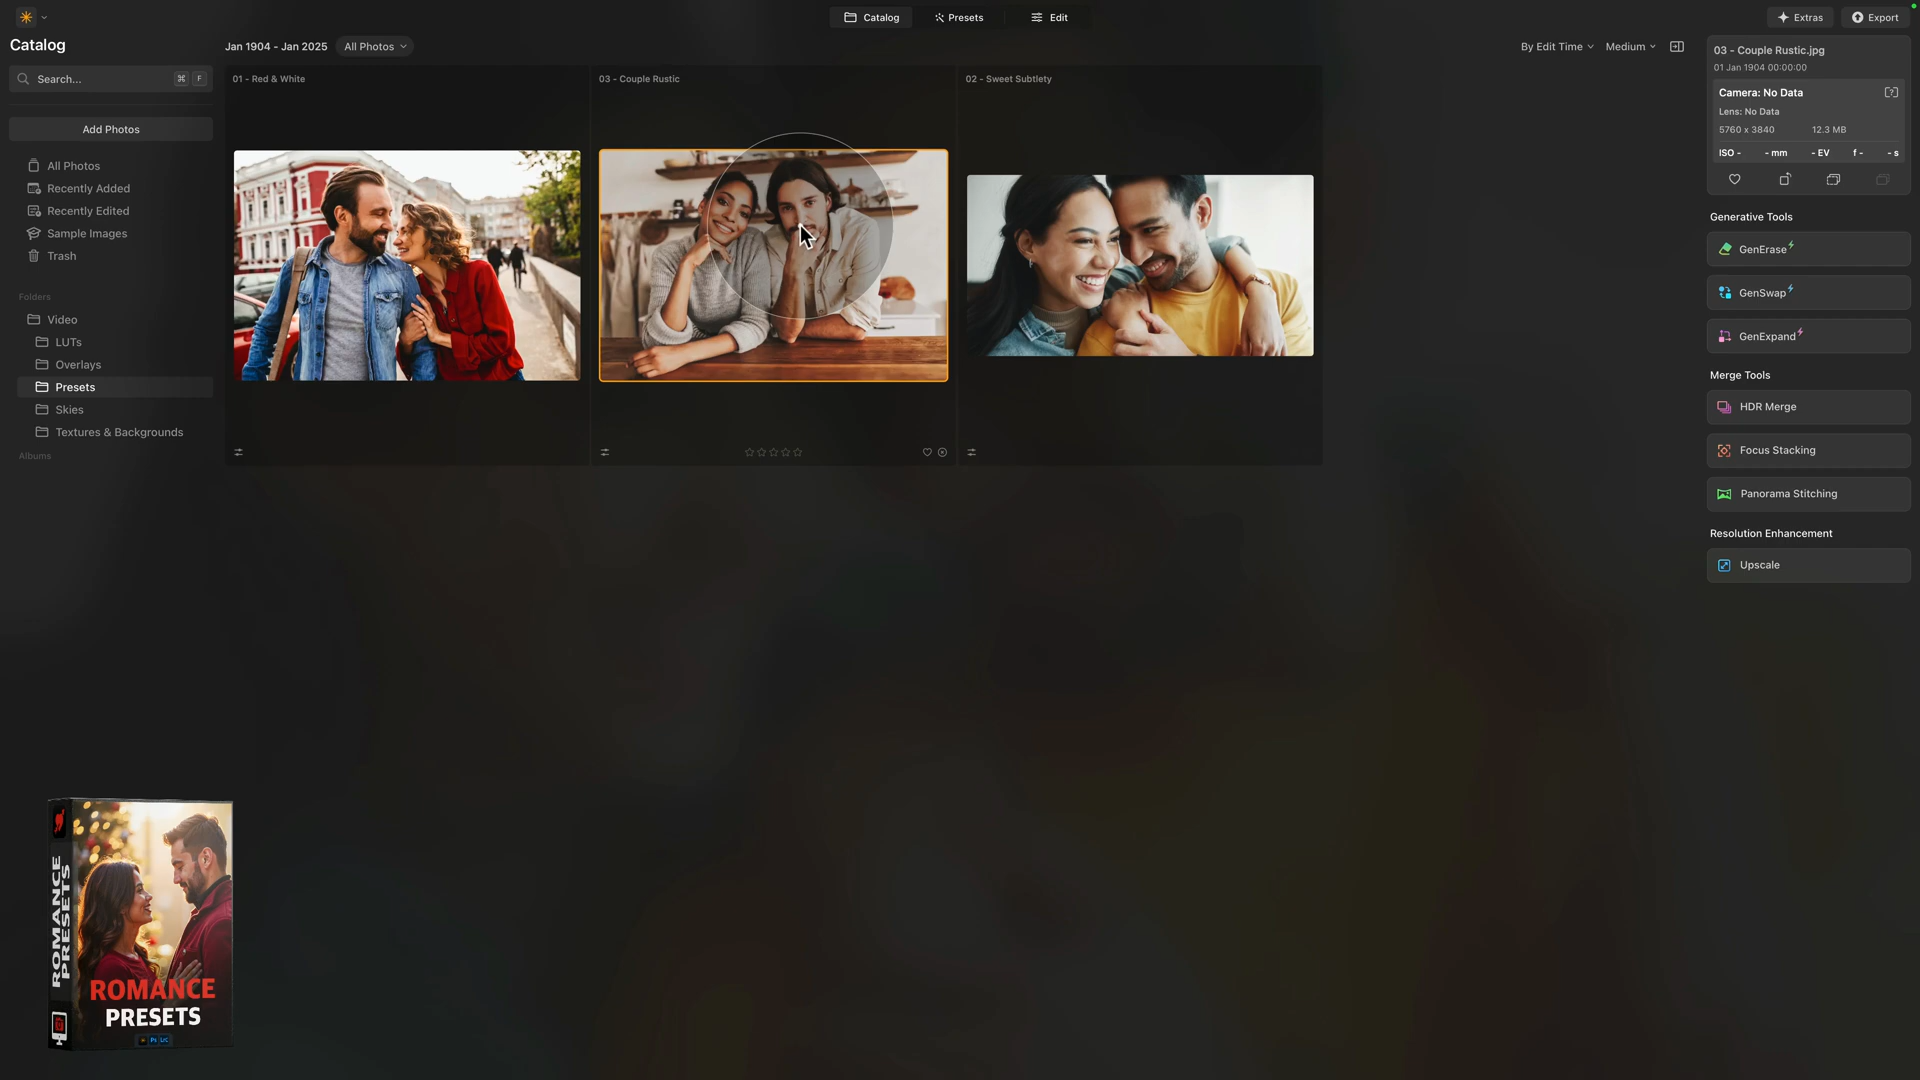 Catalog
Presets
Edit
Extras
Export
Catalog
Search...
⌘ F
Add Photos
All Photos
Recently Added
Recently Edited
Sample Images
Trash
Folders
Video
LUTs
Overlays
Presets
Skies
Textures & Backgrounds
Albums
Jan 1904 - Jan 2025
All Photos
By Edit Time
Medium
01 - Red & White
03 - Couple Rustic
02 - Sweet Subtlety
03 - Couple Rustic.jpg
01 Jan 1904 00:00:00
Camera: No Data
Lens: No Data
5760 x 3840 12.3 MB
ISO - - mm - EV f - - s
Generative Tools
GenErase
GenSwap
GenExpand
Merge Tools
HDR Merge
Focus Stacking
Panorama Stitching
Resolution Enhancement
Upscale
ROMANCE
PRESETS
ROMANCE
PRESETS
Ps LrC